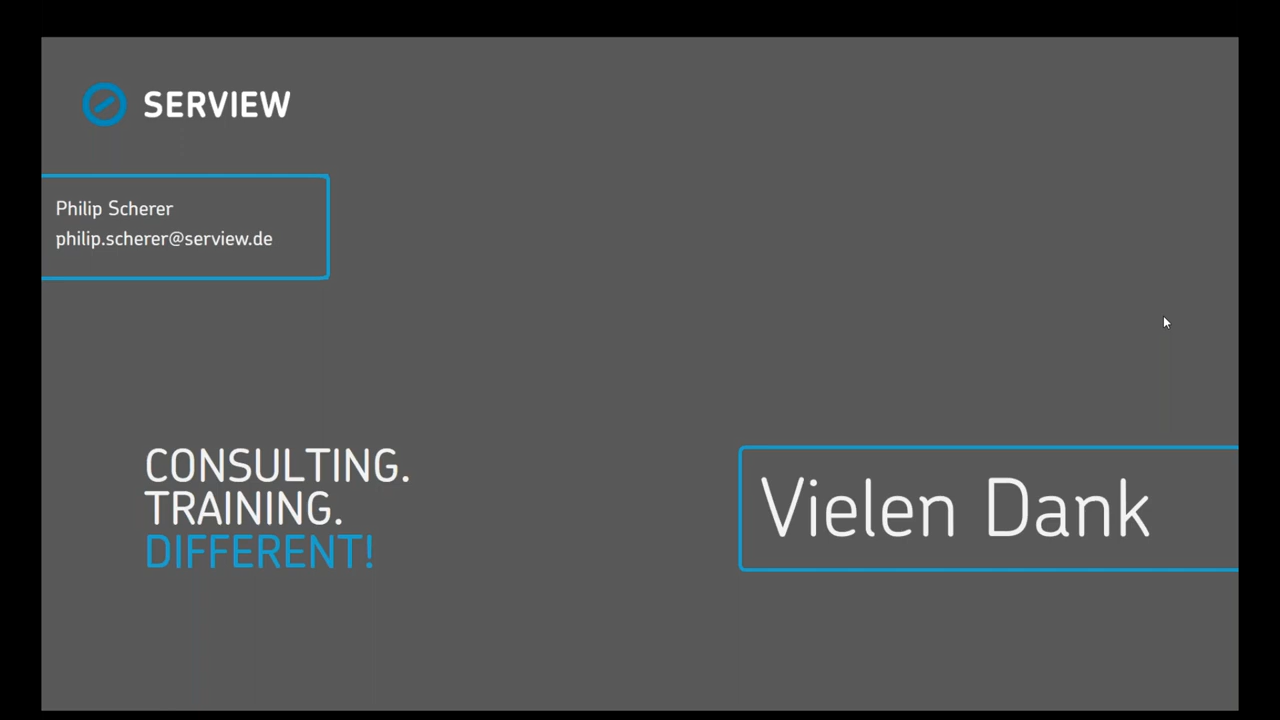 SERVIEW
Philip Scherer
philip.scherer@serview.de
CONSULTING.
TRAINING.
DIFFERENT!
Vielen Dank